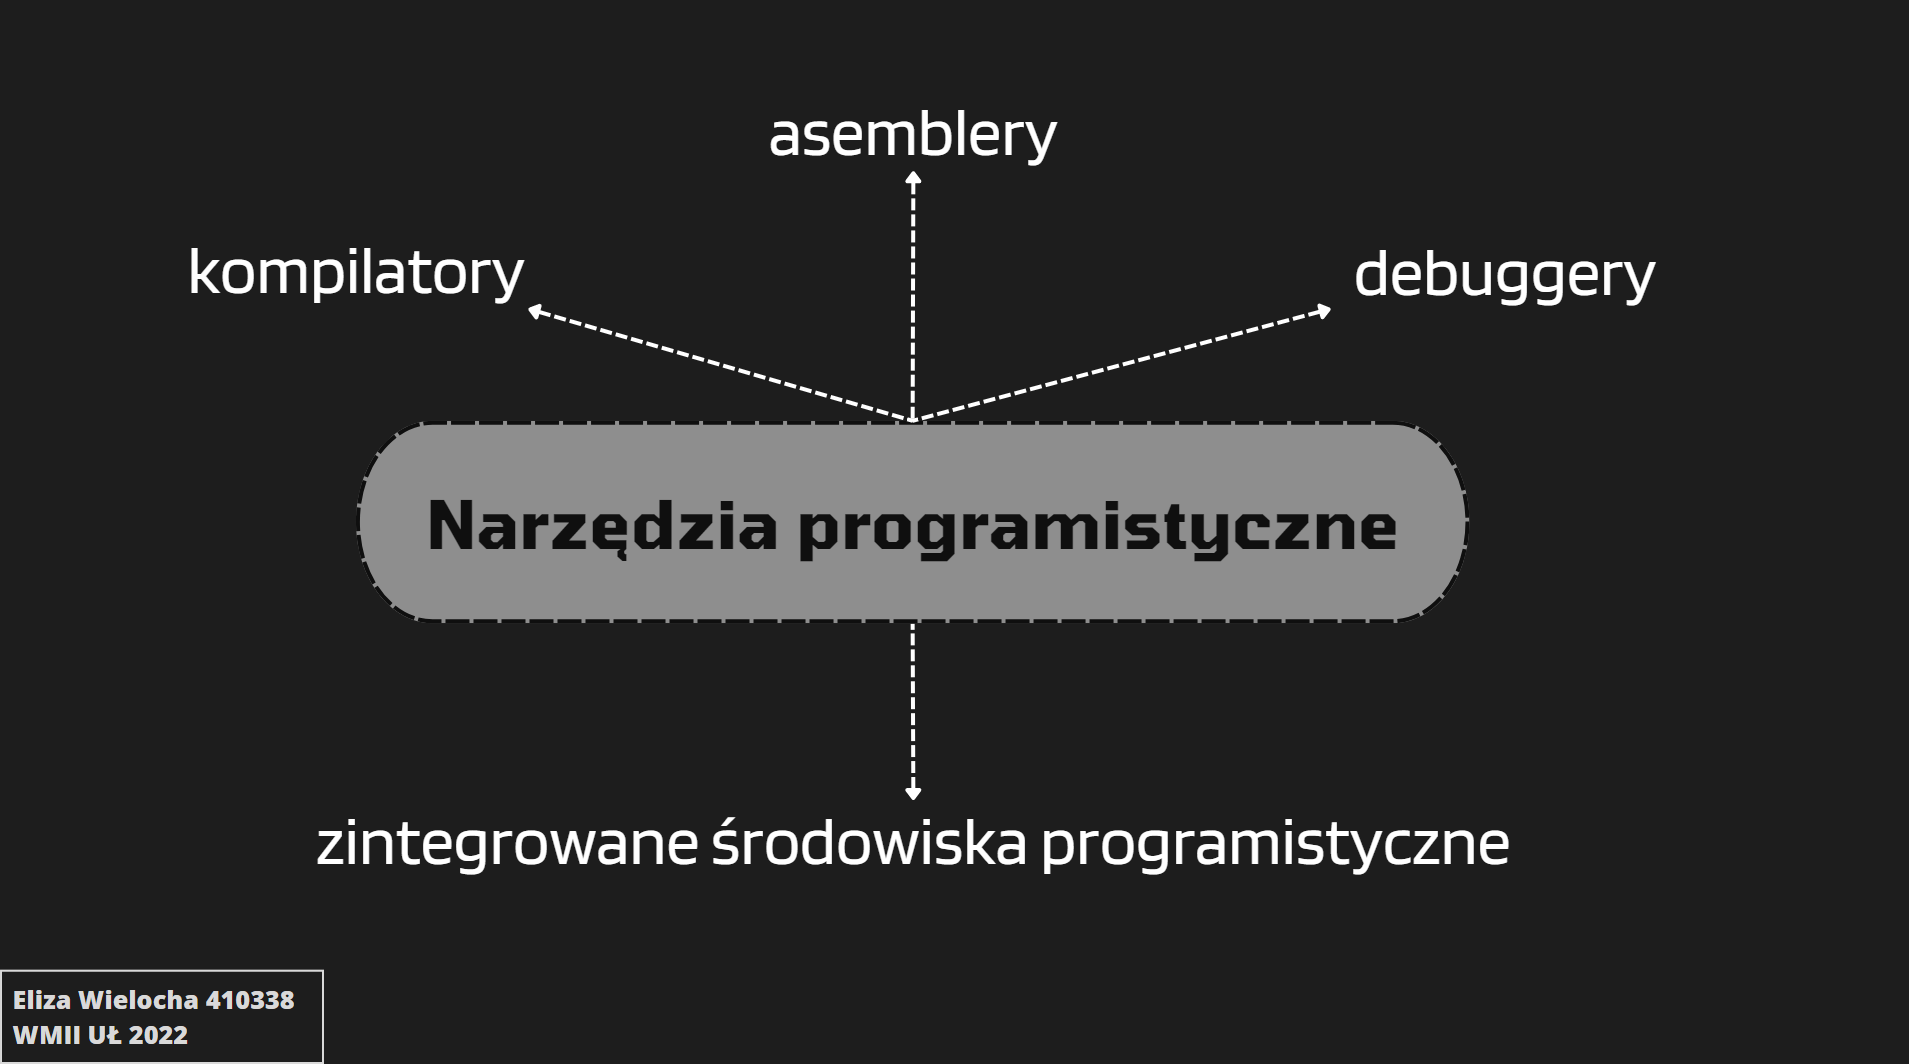 asemblery
kompilatory
debuggery
Narzędzia programistyczne
zintegrowane środowiska programistyczne
Eliza Wielocha 410338
WMII UŁ 2022